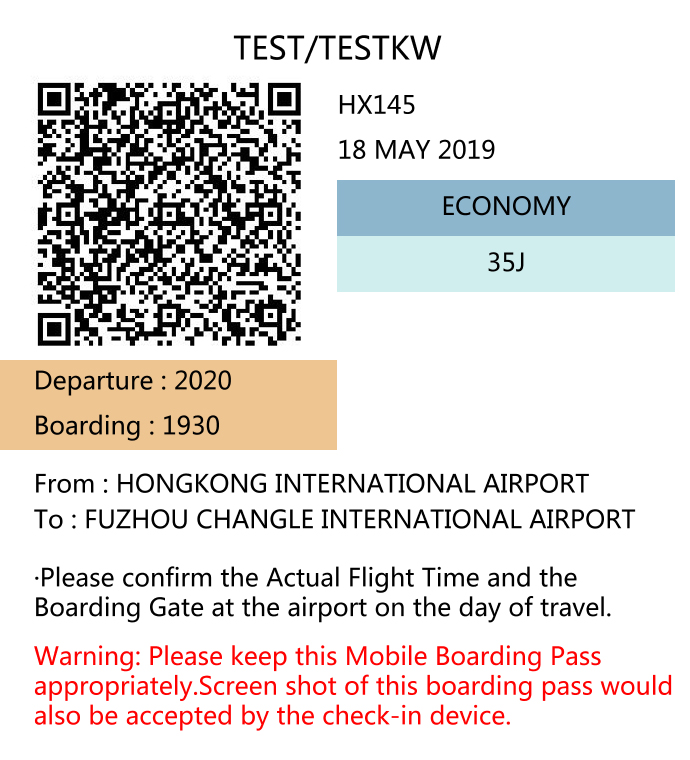 TEST/TESTKW
HX145
18 MAY 2019
ECONOMY
35J
Departure : 2020
Boarding : 1930
From : HONGKONG INTERNATIONAL AIRPORT
To : FUZHOU CHANGLE INTERNATIONAL AIRPORT
·Please confirm the Actual Flight Time and the
Boarding Gate at the airport on the day of travel.
Warning: Please keep this Mobile Boarding Pass
appropriately.Screen shot of this boarding pass would
also be accepted by the check-in device.